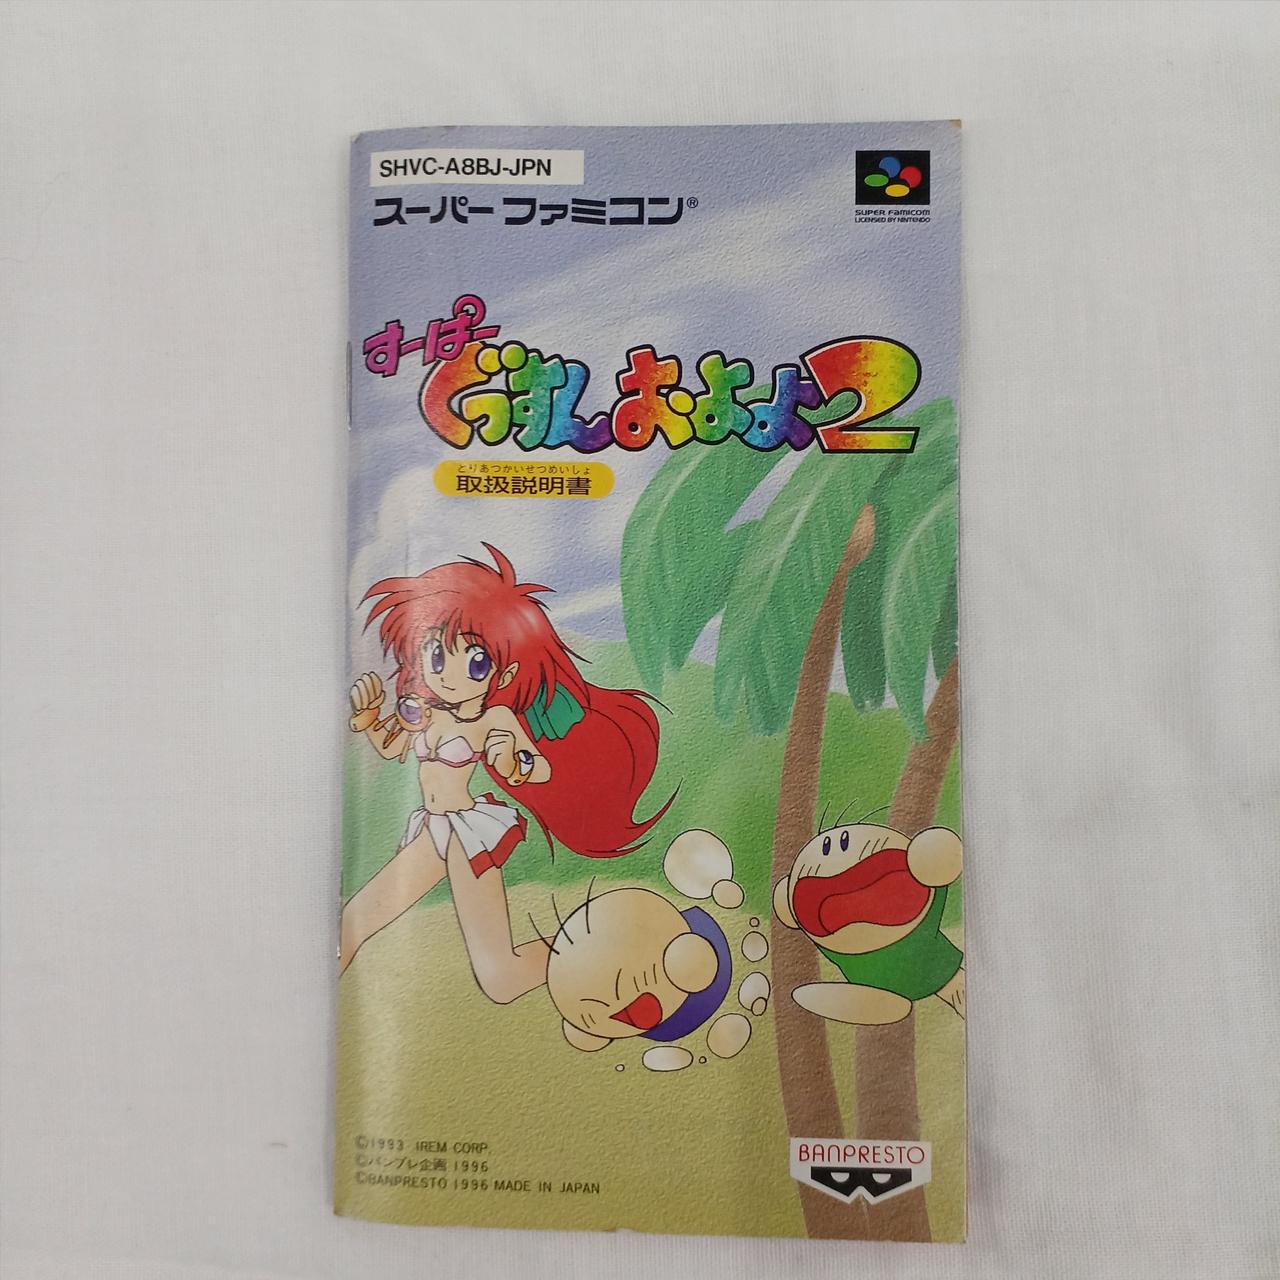 SHVC-A8BJ-JPN
スーパーファミコン®
SUPER FAMICOM
LICENSED BY NINTENDO
すーぱー
ぐっすんおよよ2
とりあつかいせつめいしょ
取扱説明書
©1993 IREM CORP.
©バンプレ企画 1996
©BANPRESTO 1996 MADE IN JAPAN
BANPRESTO